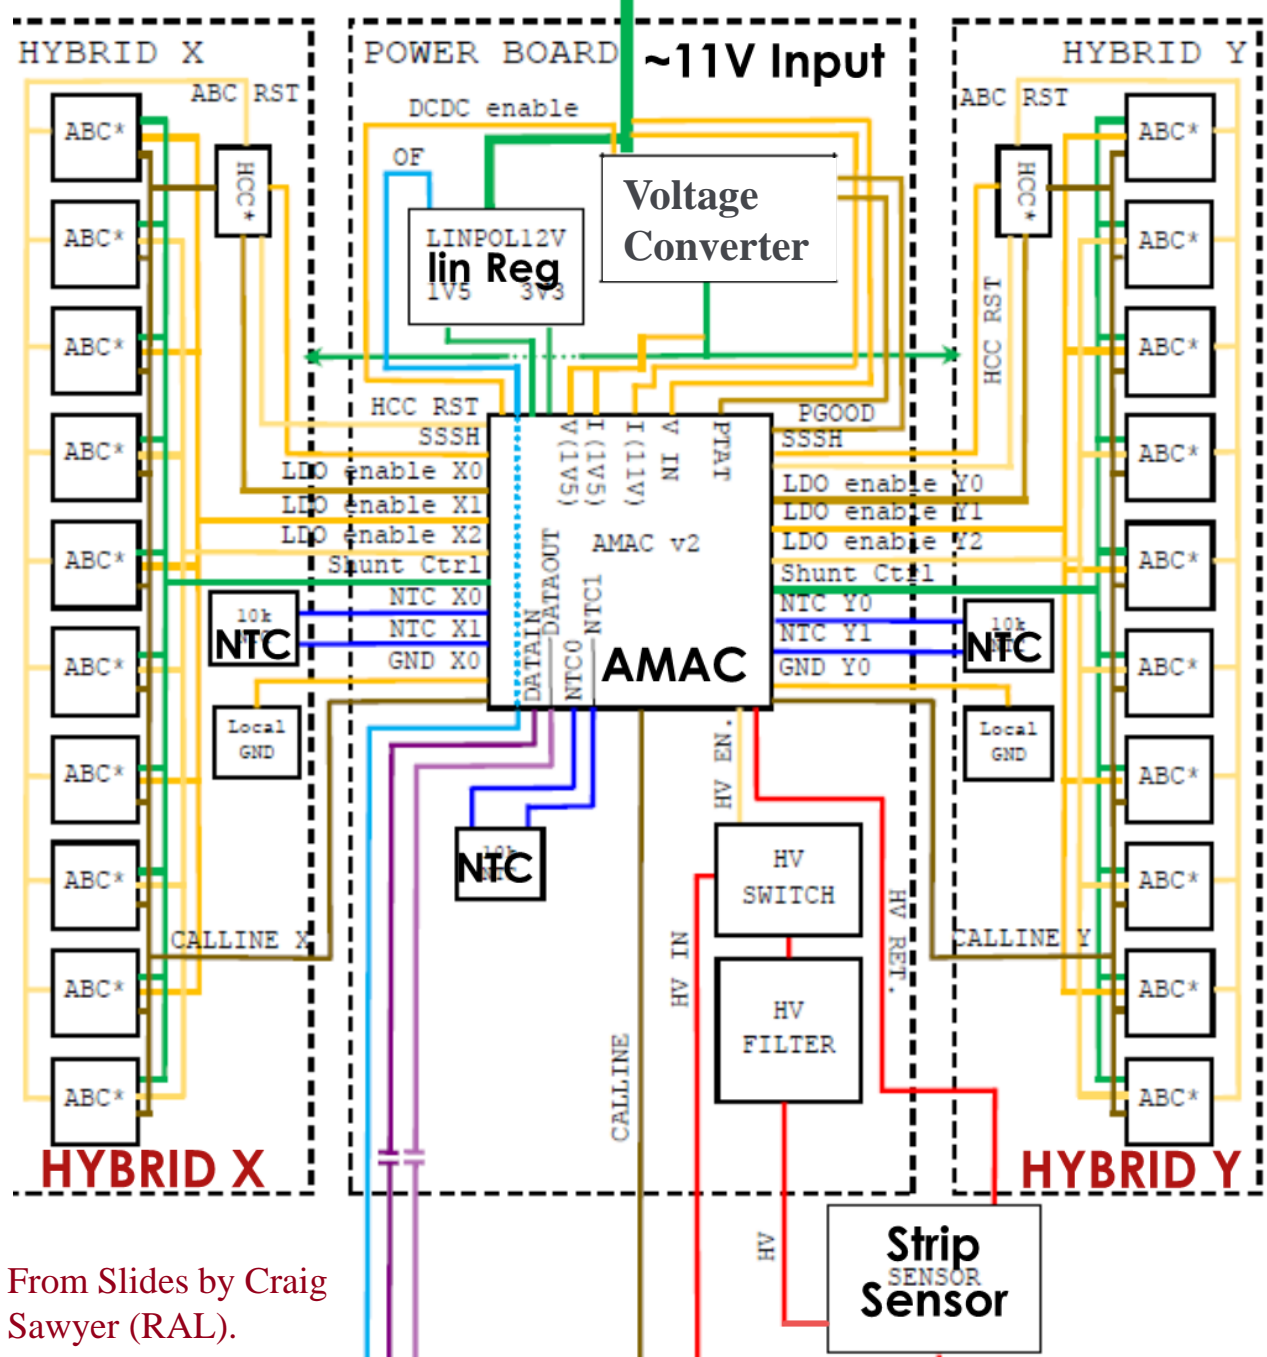 HYBRID X
POWER BOARD
~11V Input
HYBRID Y
ABC RST
DCDC enable
ABC RST
OF
ABC*
ABC*
ABC*
ABC*
ABC*
ABC*
ABC*
ABC*
ABC*
ABC*
HCC*
LINPOL12V
lin Reg
1V5 3V3
Voltage
Converter
HCC*
HCC RST
ABC*
ABC*
ABC*
ABC*
ABC*
ABC*
ABC*
ABC*
ABC*
ABC*
HCC RST
SSSH
LDO enable X0
LDO enable X1
LDO enable X2
Shunt Ctrl
NTC X0
NTC X1
GND X0
V(1V5)
I(1V5)
I(11V)
V IN
PTAT
AMAC v2
DATAIN
DATAOUT
NTC0
NTC1
AMAC
PGOOD
SSSH
LDO enable Y0
LDO enable Y1
LDO enable Y2
Shunt Ctrl
NTC Y0
NTC Y1
GND Y0
10k
NTC
Local
GND
10k
NTC
Local
GND
10k
NTC
HV EN.
HV
SWITCH
HV
FILTER
HV IN
HV RET.
CALLINE X
CALLINE Y
CALLINE
HYBRID X
HYBRID Y
HV
Strip
SENSOR
Sensor
From Slides by Craig
Sawyer (RAL).